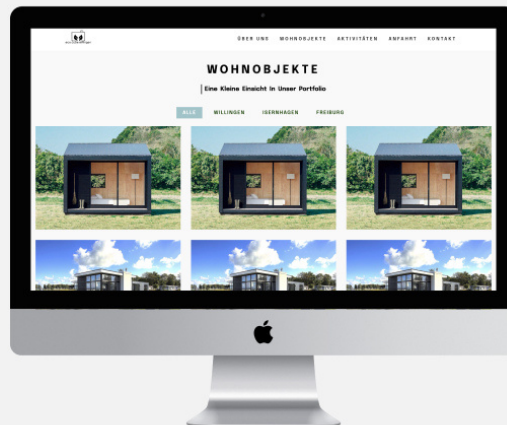 ÜBER UNS WOHNOBJEKTE AKTIVITÄTEN ANFAHRT KONTAKT
WOHNOBJEKTE
Eine Kleine Einsicht In Unser Portfolio
ALLE WILLINGEN ISERNHAGEN FREIBURG